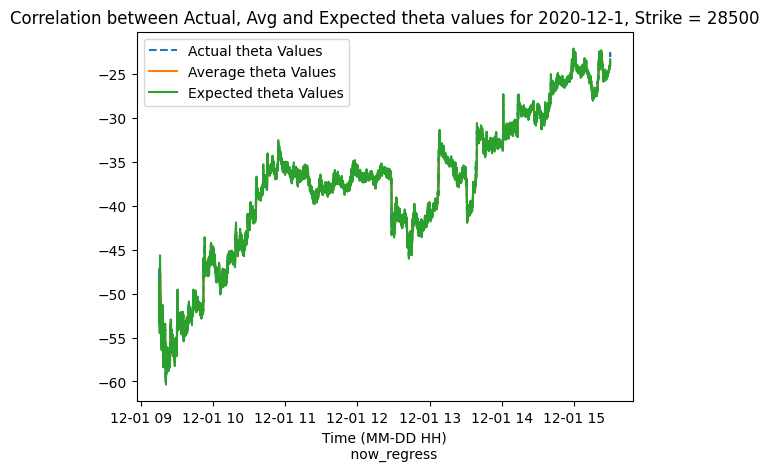 Correlation between Actual, Avg and Expected theta values for 2020-12-1, Strike = 28500
Actual theta Values
Average theta Values
Expected theta Values
−25
−30
−35
−40
−45
−50
−55
−60
12-01 09 12-01 10 12-01 11 12-01 12 12-01 13 12-01 14 12-01 15
Time (MM-DD HH)
now_regress